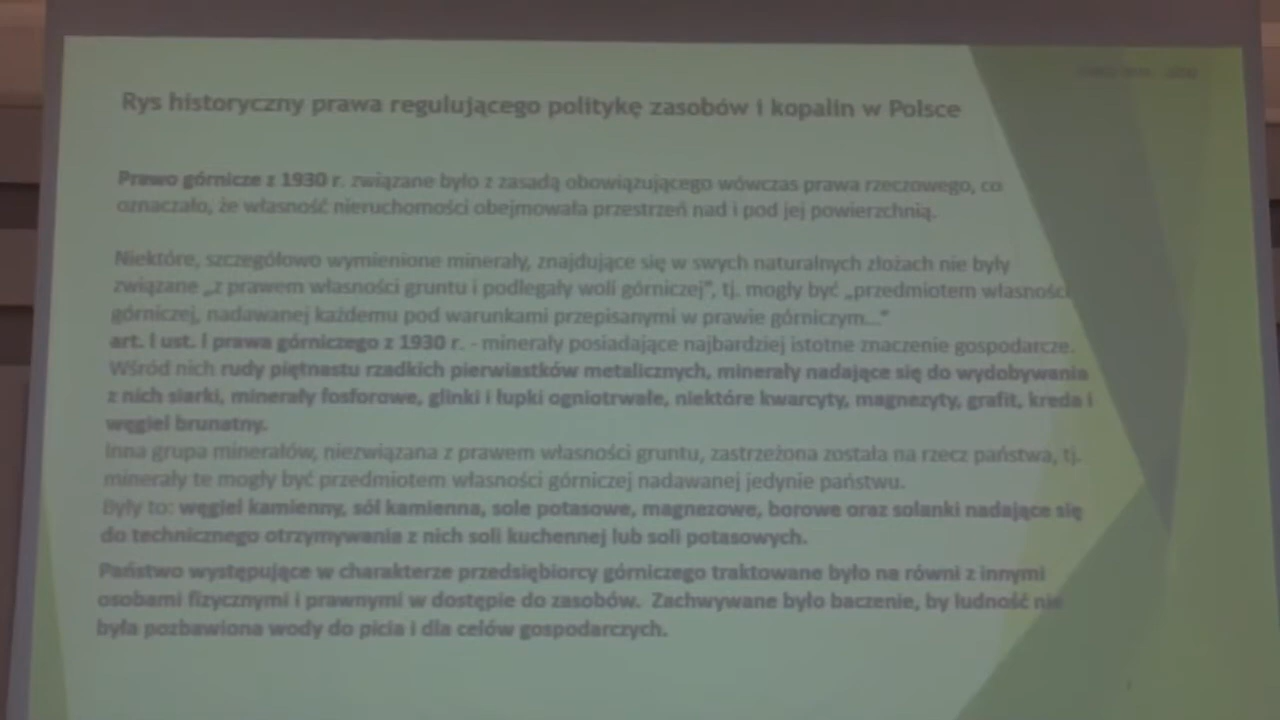 Rys historyczny prawa regulującego politykę zasobów i kopalin w Polsce
Prawo górnicze z 1930 r. związane było z zasadą obowiązującego wówczas prawa rzeczowego, co
oznaczało, że własność nieruchomości obejmowała przestrzeń nad i pod jej powierzchnią.
Niektóre, szczegółowo wymienione minerały, znajdujące się w swych naturalnych złożach nie były
związane „z prawem własności gruntu i podlegały woli górniczej", tj. mogły być „przedmiotem własności
górniczej, nadawanej każdemu pod warunkami przepisanymi w prawie górniczym..."
art. I ust. I prawa górniczego z 1930 r. - minerały posiadające najbardziej istotne znaczenie gospodarcze.
Wśród nich rudy piętnastu rzadkich pierwiastków metalicznych, minerały nadające się do wydobywania
z nich siarki, minerały fosforowe, glinki i łupki ogniotrwałe, niektóre kwarcyty, magnezyty, grafit, kreda i
węgiel brunatny.
Inna grupa minerałów, niezwiązana z prawem własności gruntu, zastrzeżona została na rzecz państwa, tj.
minerały te mogły być przedmiotem własności górniczej nadawanej jedynie państwu.
Były to: węgiel kamienny, sól kamienna, sole potasowe, magnezowe, borowe oraz solanki nadające się
do technicznego otrzymywania z nich soli kuchennej lub soli potasowych.
Państwo występujące w charakterze przedsiębiorcy górniczego traktowane było na równi z innymi
osobami fizycznymi i prawnymi w dostępie do zasobów. Zachwywane było baczenie, by ludność nie
była pozbawiona wody do picia i dla celów gospodarczych.